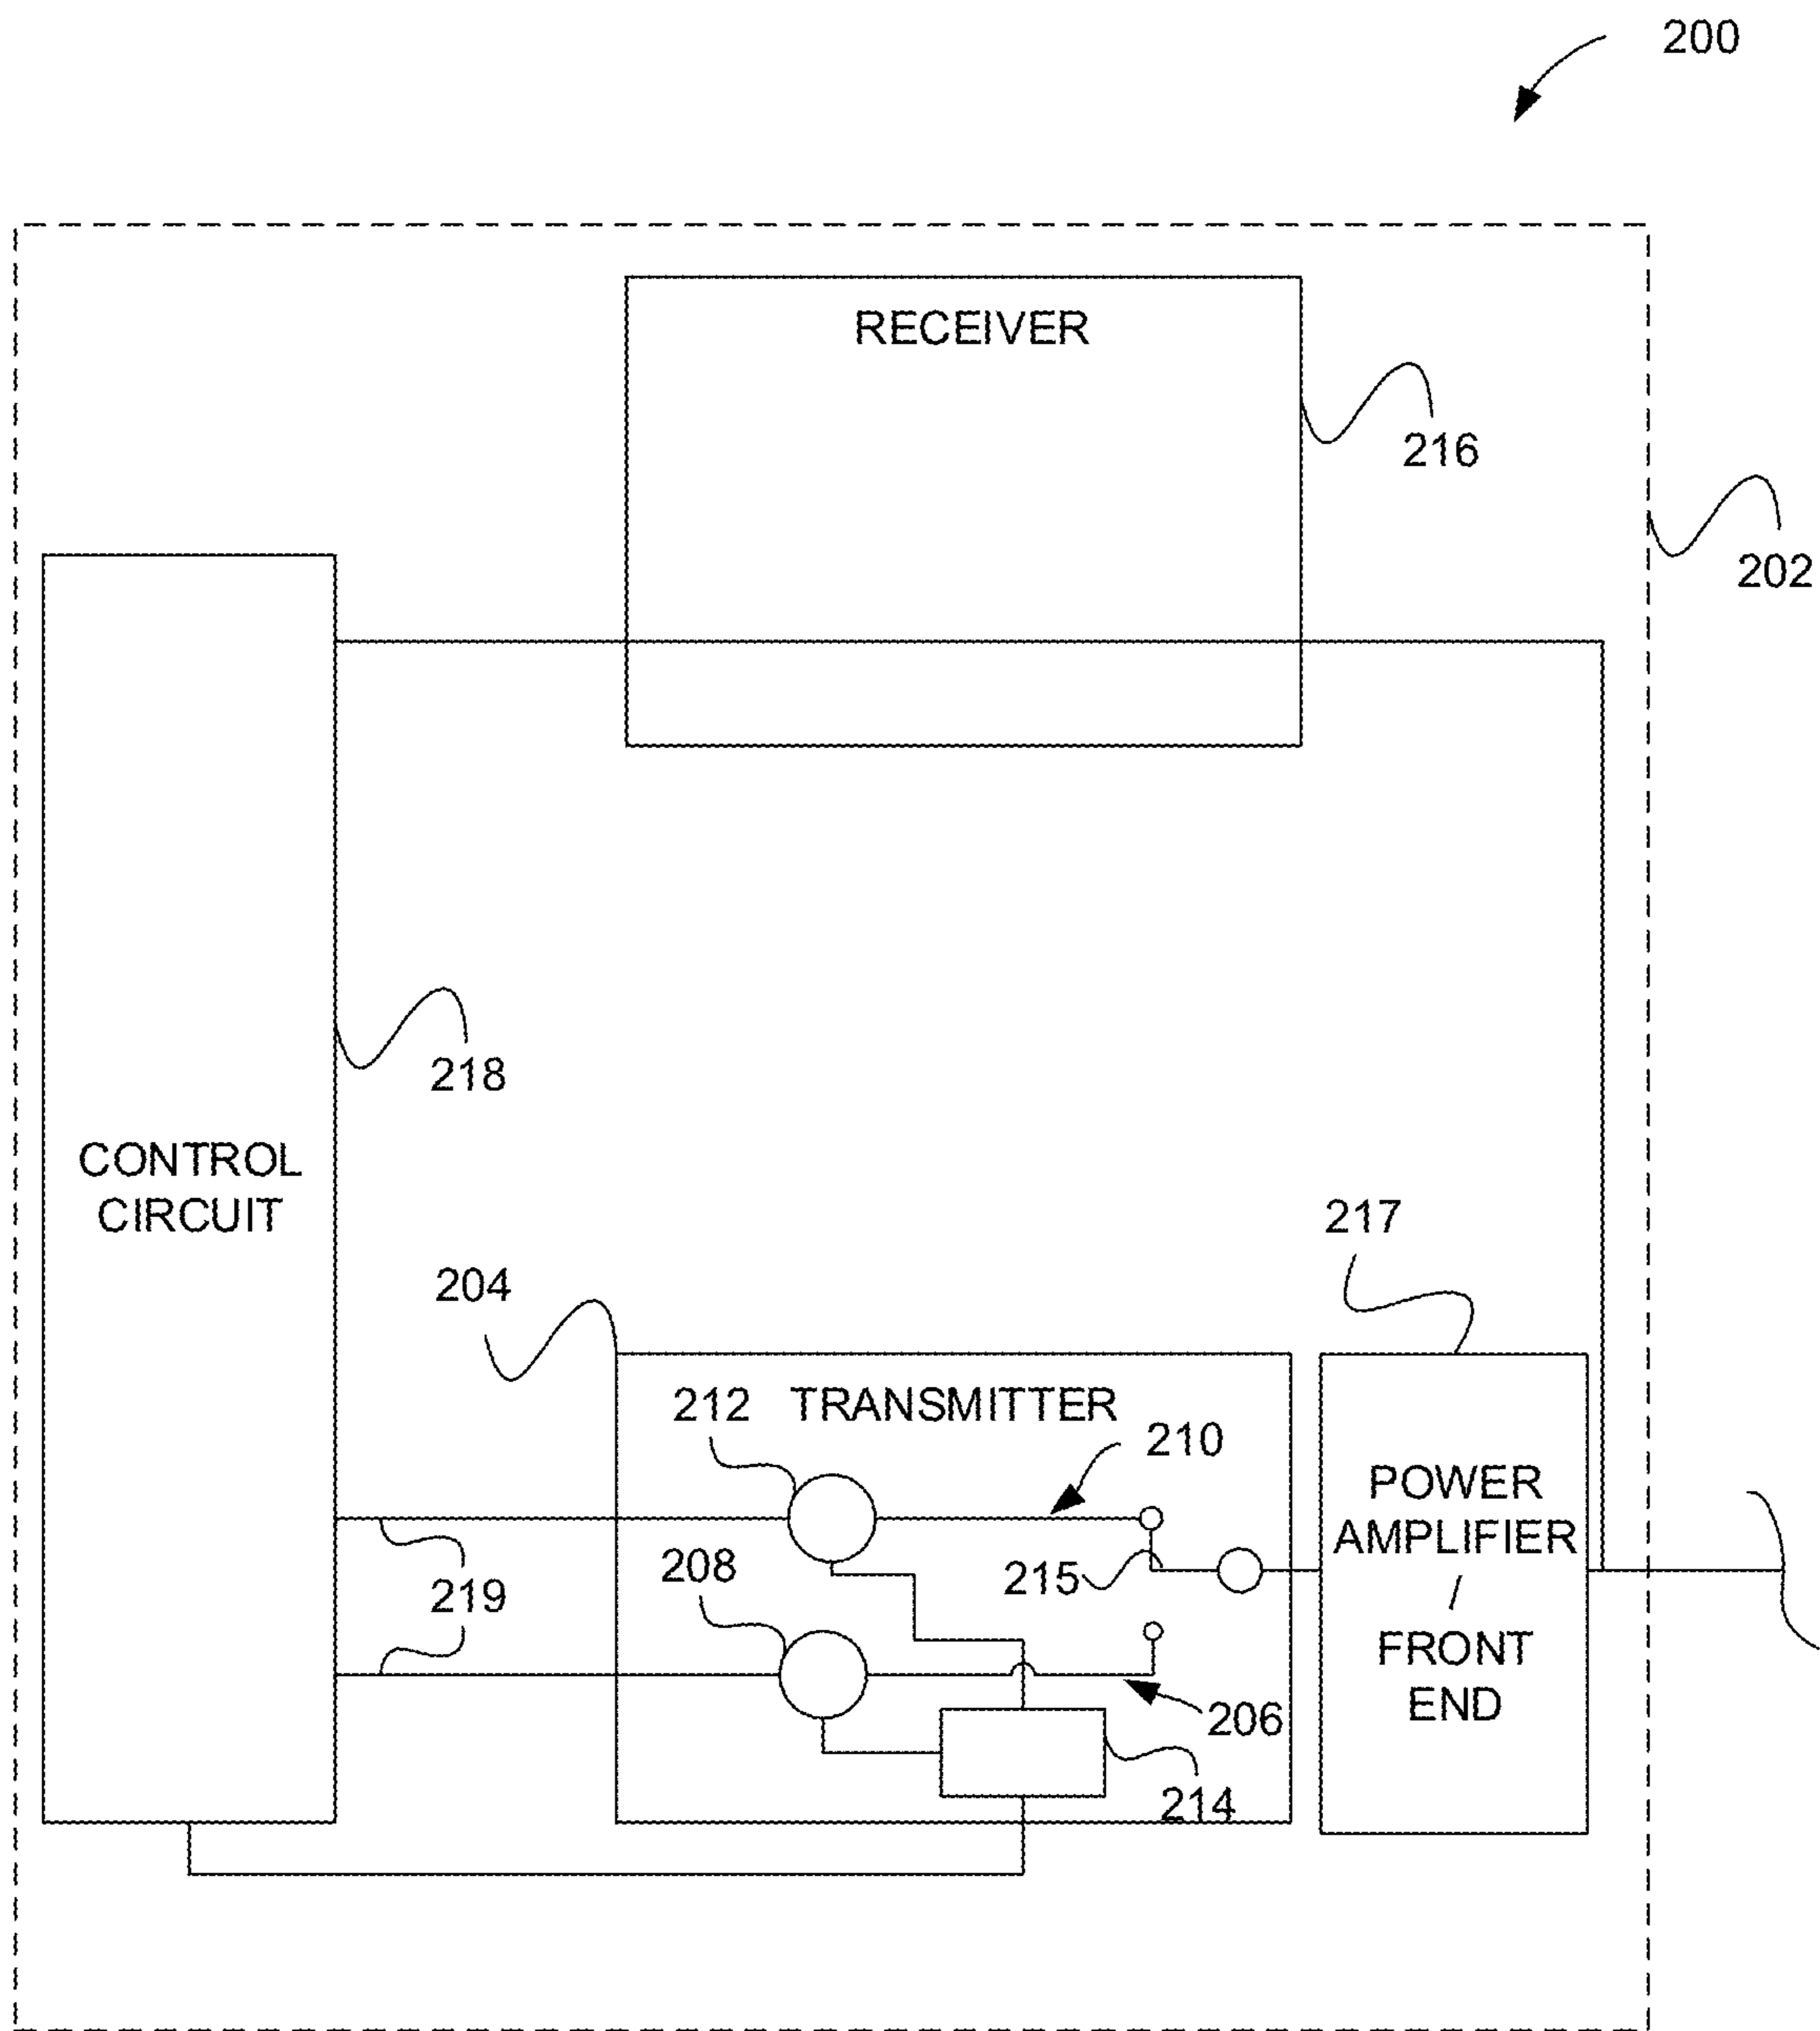 200
RECEIVER
216
202
218
CONTROL
CIRCUIT
217
204
212 TRANSMITTER
210
POWER
AMPLIFIER
/
FRONT
END
208
215
219
206
214